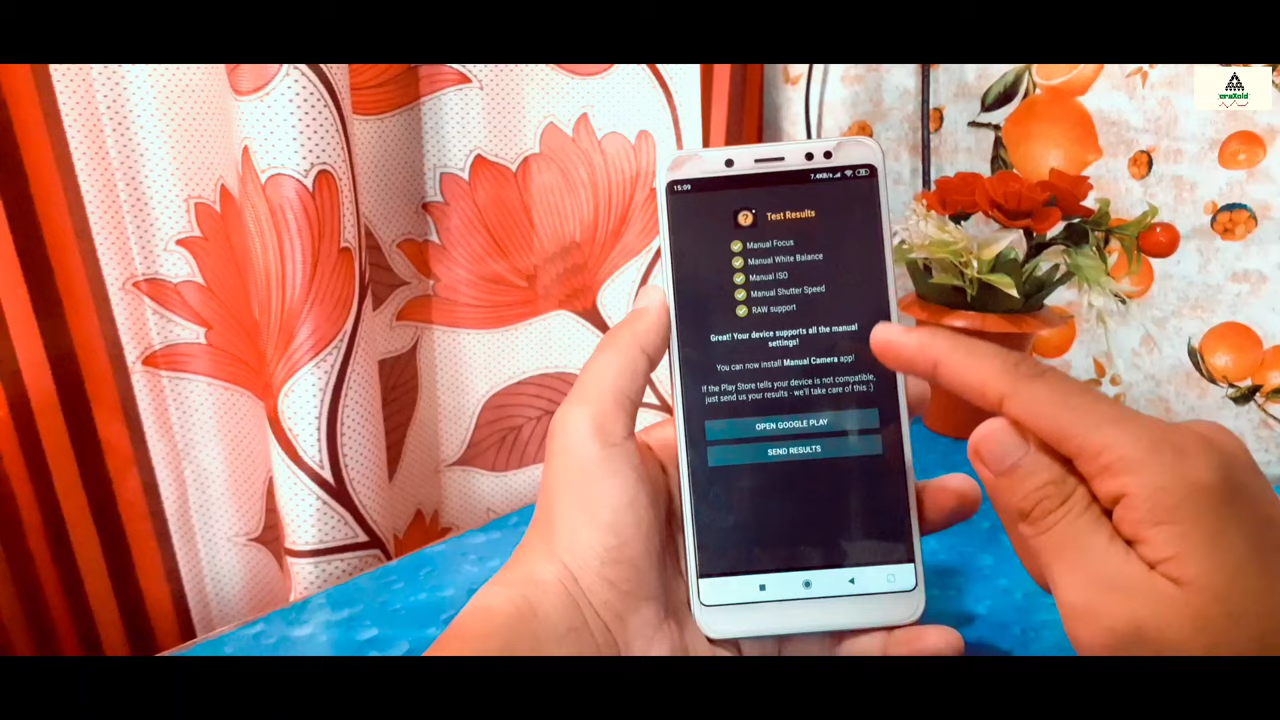 craXoid
15:09
7.4KB/s
Test Results
Manual Focus
Manual White Balance
Manual ISO
Manual Shutter Speed
RAW support
Great! Your device supports all the manual
settings!
You can now install Manual Camera app!
If the Play Store tells your device is not compatible,
just send us your results - we'll take care of this :)
OPEN GOOGLE PLAY
SEND RESULTS